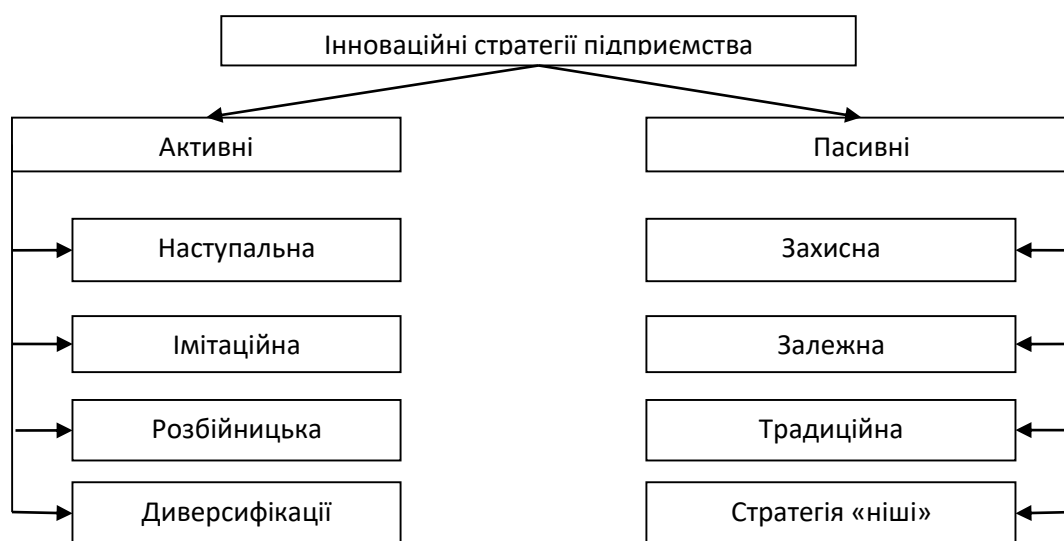 Інноваційні стратегії підприємства
Активні
Пасивні
Наступальна
Захисна
Імітаційна
Залежна
Розбійницька
Традиційна
Диверсифікації
Стратегія «ніші»